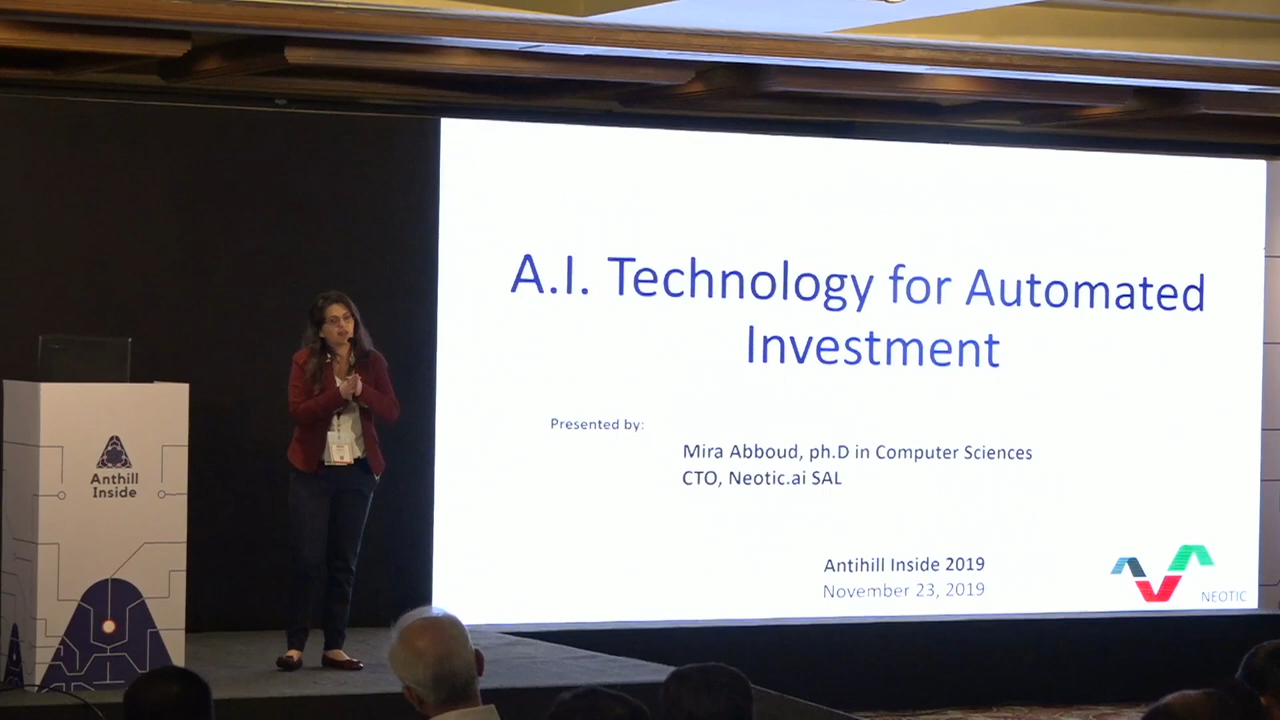 A.I. Technology for Automated
Investment
Presented by:
Mira Abboud, ph.D in Computer Sciences
CTO, Neotic.ai SAL
Antihill Inside 2019
November 23, 2019
NEOTIC
Anthill
Inside